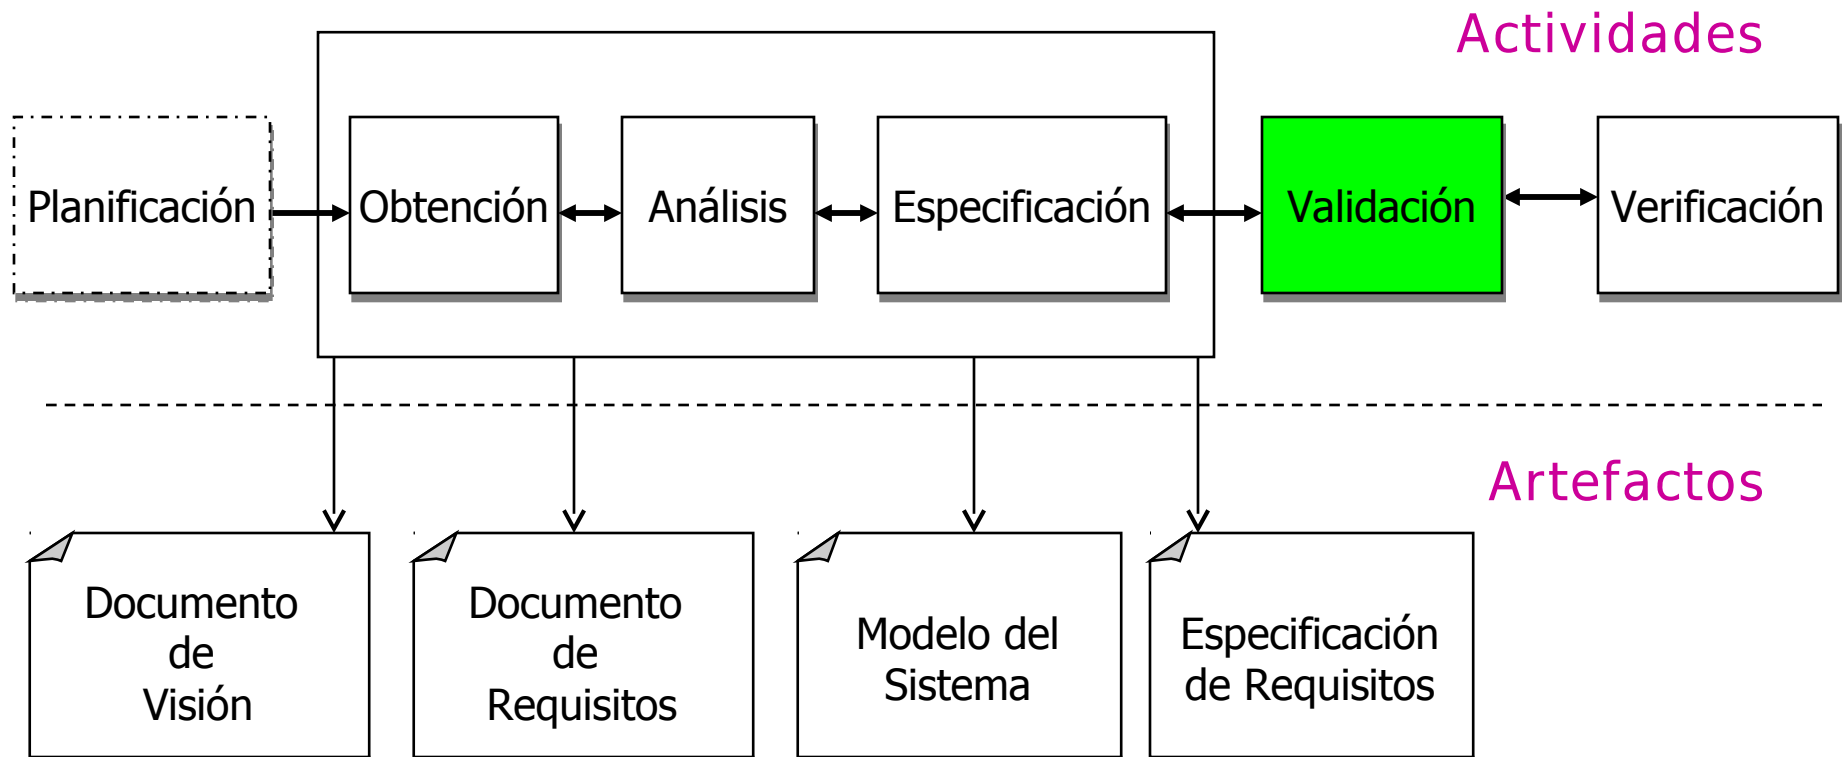 Actividades
Planificación
Obtención
Análisis
Especificación
Validación
Verificación
Artefactos
Documento
de
Visión
Documento
de
Requisitos
Modelo del
Sistema
Especificación
de Requisitos